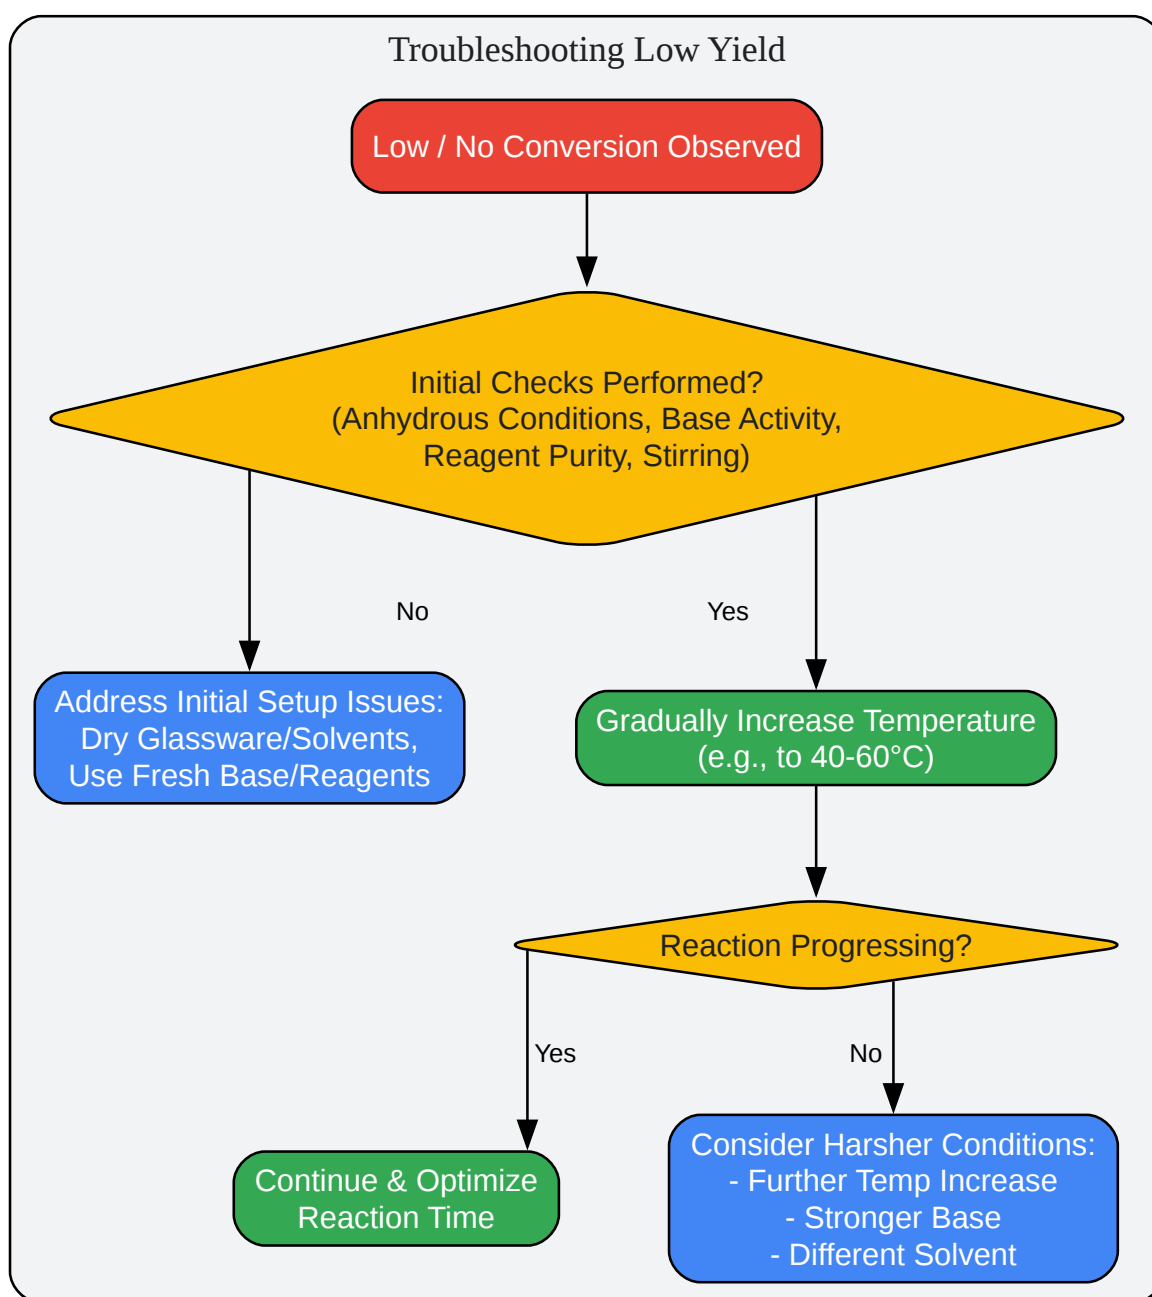 Troubleshooting Low Yield
Low / No Conversion Observed
Initial Checks Performed?
(Anhydrous Conditions, Base Activity,
Reagent Purity, Stirring)
No
Yes
Address Initial Setup Issues:
Dry Glassware/Solvents,
Use Fresh Base/Reagents
Gradually Increase Temperature
(e.g., to 40-60°C)
Reaction Progressing?
Yes
No
Continue & Optimize
Reaction Time
Consider Harsher Conditions:
- Further Temp Increase
- Stronger Base
- Different Solvent